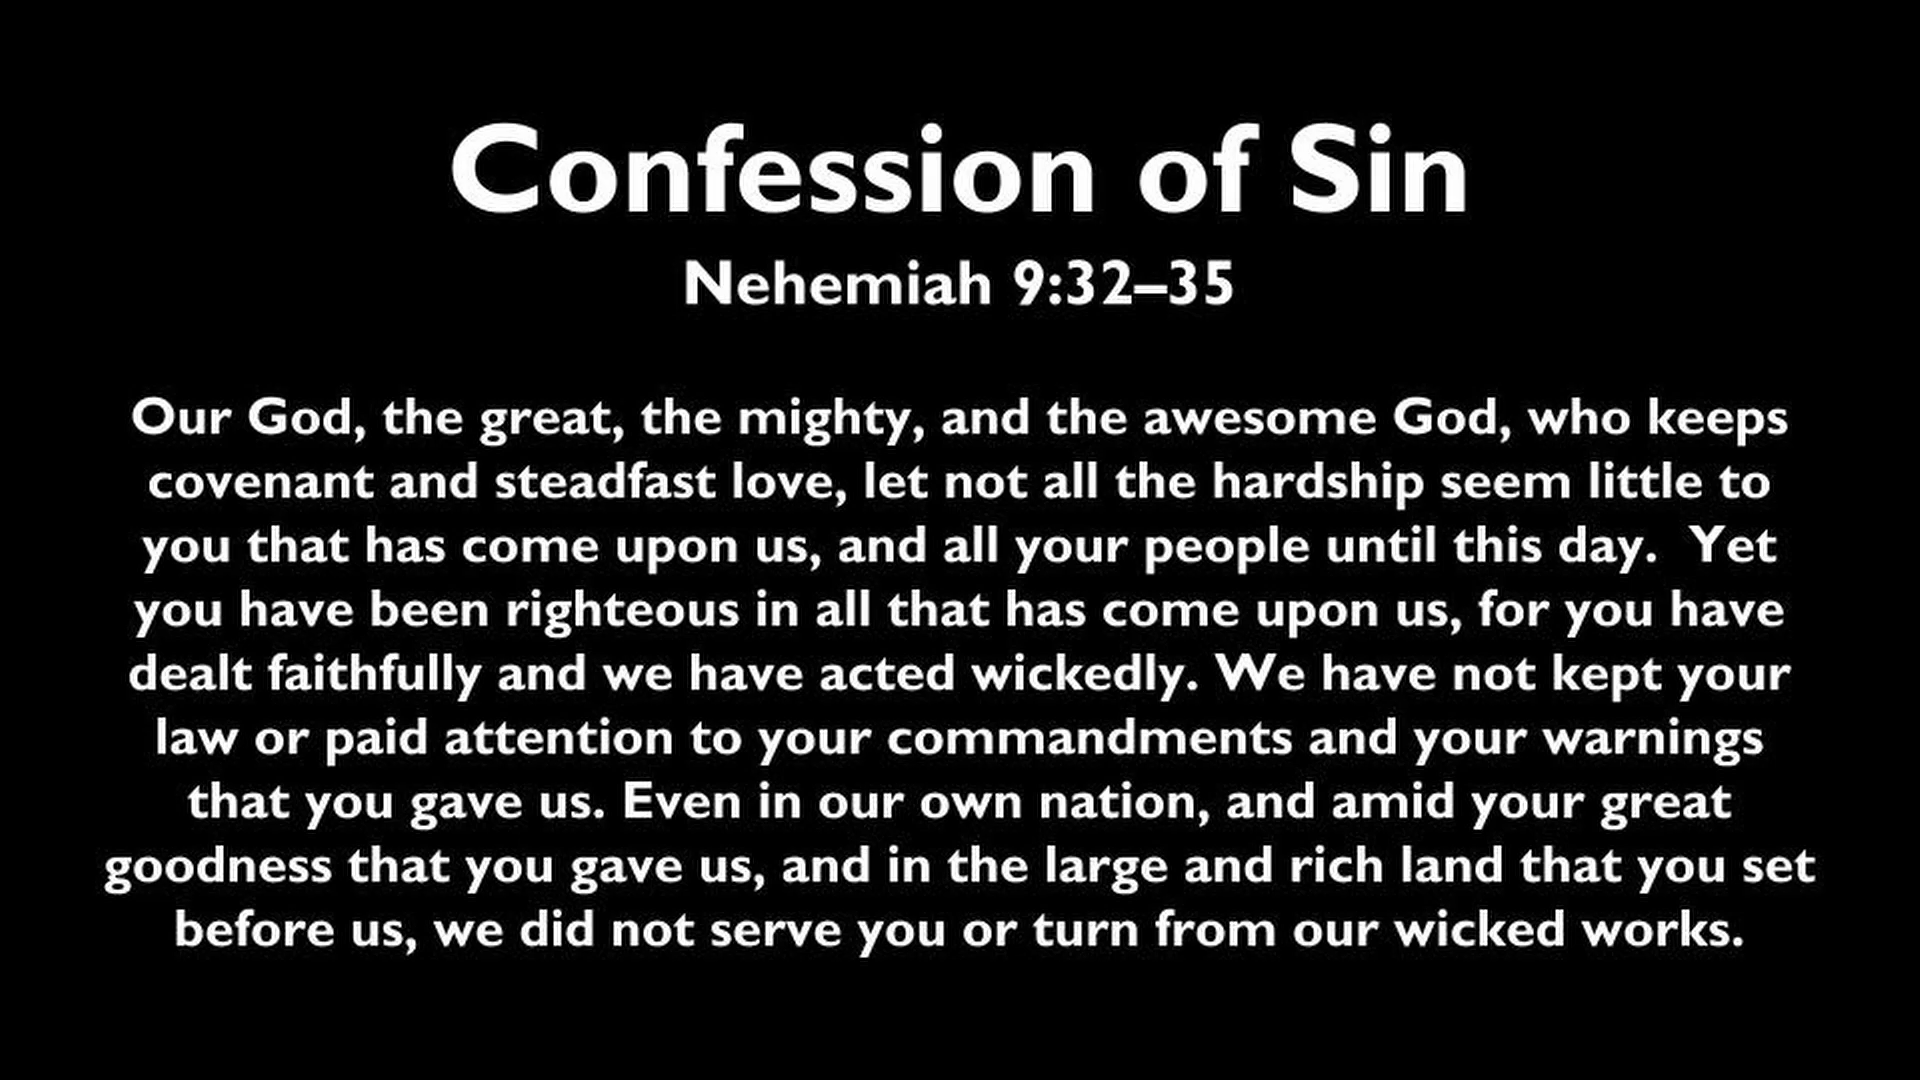 Confession of Sin
Nehemiah 9:32–35
Our God, the great, the mighty, and the awesome God, who keeps
covenant and steadfast love, let not all the hardship seem little to
you that has come upon us, and all your people until this day.  Yet
you have been righteous in all that has come upon us, for you have
dealt faithfully and we have acted wickedly. We have not kept your
law or paid attention to your commandments and your warnings
that you gave us. Even in our own nation, and amid your great
goodness that you gave us, and in the large and rich land that you set
before us, we did not serve you or turn from our wicked works.